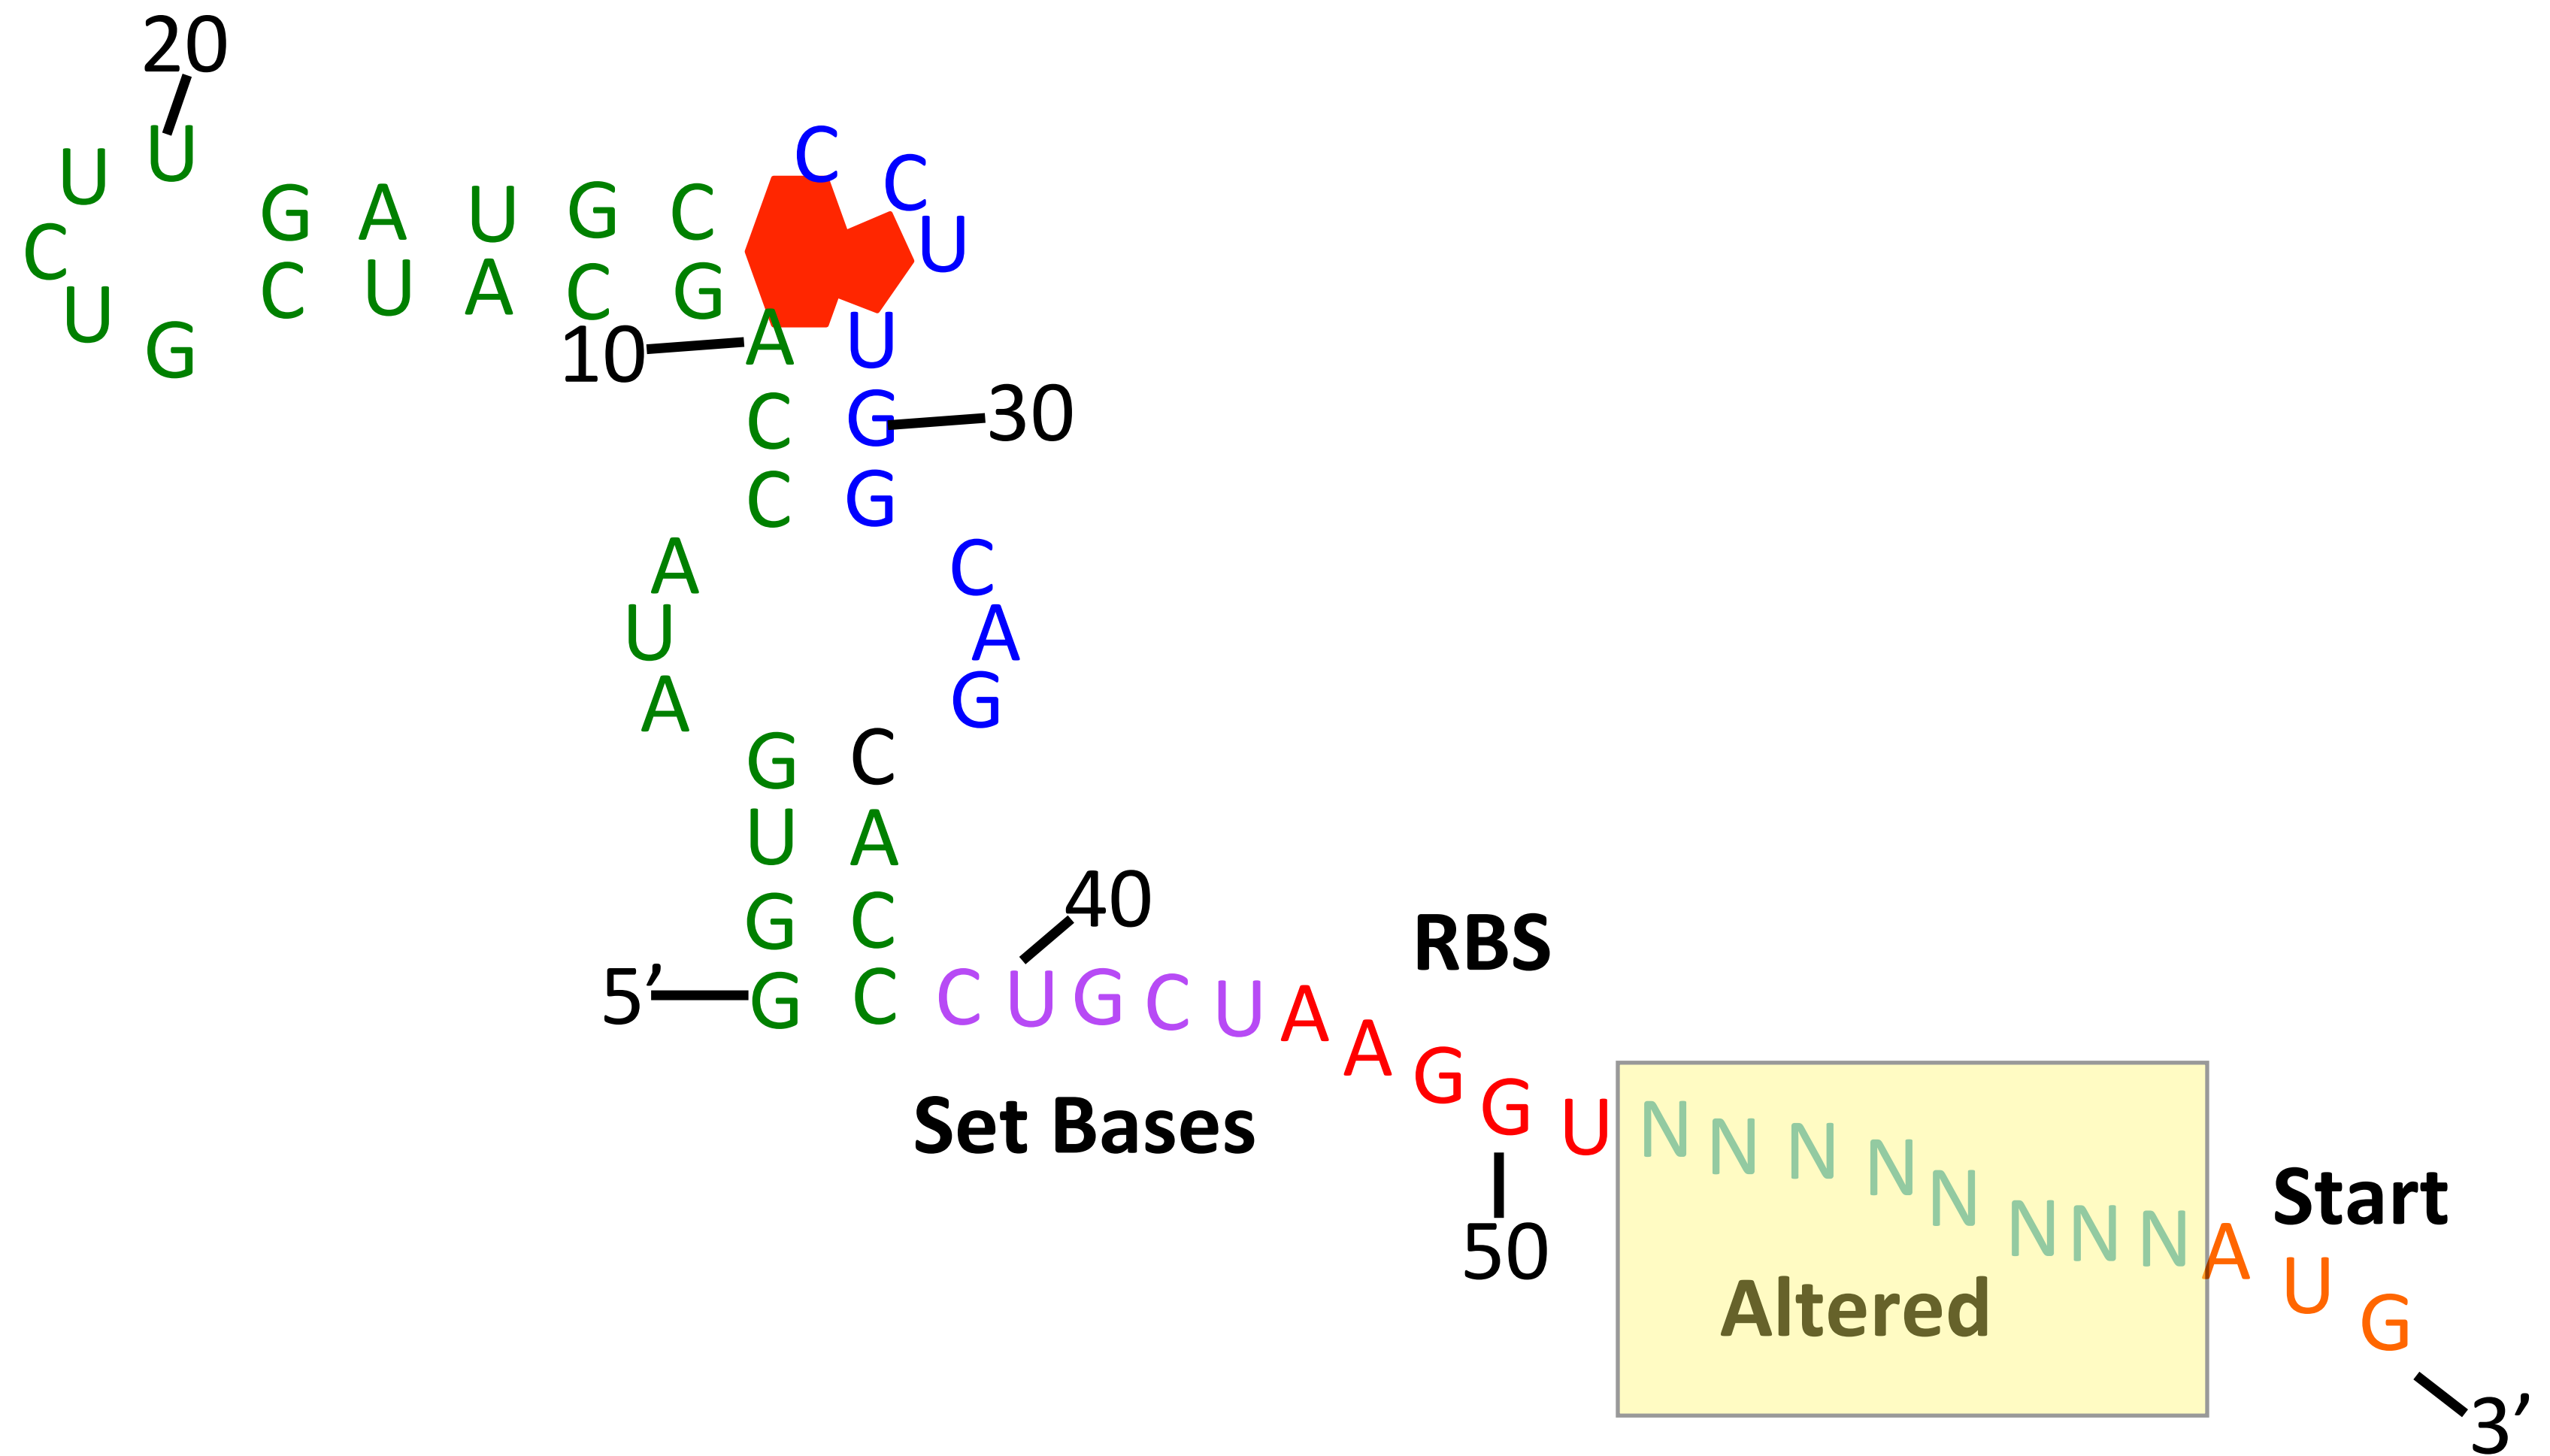 20
U U C C
G A U G C U
C U
C U A C G
U G 10 A U
C G 30
C G
A C
U A
A G
G C
U A
40
G C RBS
5’ G C C U G C U A A G G U N N N N N N N N A U G
Set Bases Start
50
Altered
3’